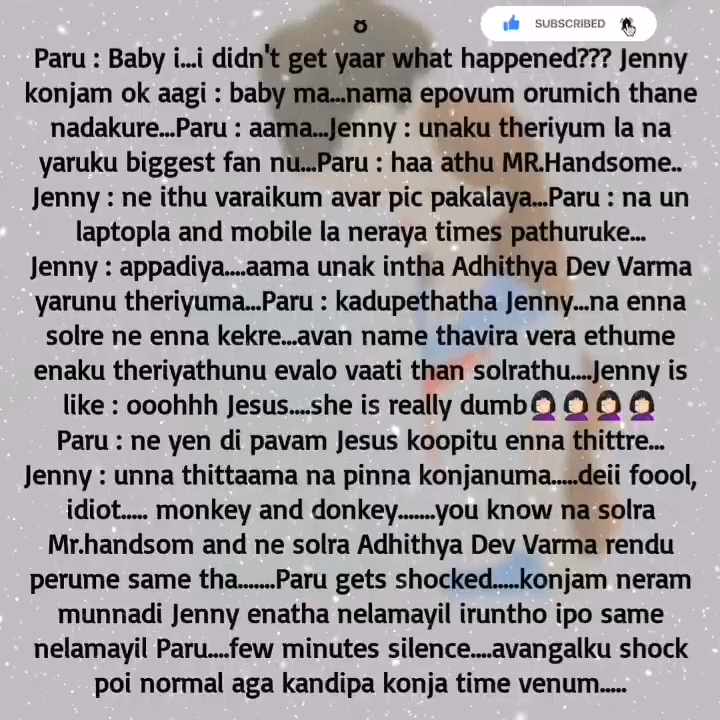 SUBSCRIBED
Paru : Baby i...i didn't get yaar what happened??? Jenny
konjam ok aagi : baby ma...nama epovum orumich thane
nadakure...Paru : aama...Jenny : unaku theriyum la na
yaruku biggest fan nu...Paru : haa athu MR.Handsome..
Jenny : ne ithu varaikum avar pic pakalaya...Paru : na un
laptopla and mobile la neraya times pathuruke...
Jenny : appadiya....aama unak intha Adhithya Dev Varma
yarunu theriyuma...Paru : kadupethatha Jenny...na enna
solre ne enna kekre...avan name thavira vera ethume
enaku theriyathunu evalo vaati than solrathu....Jenny is
like : ooohhh Jesus....she is really dumb🤦🏻‍♀️🤦🏻‍♀️🤦🏻‍♀️🤦🏻‍♀️
Paru : ne yen di pavam Jesus koopitu enna thittre...
Jenny : unna thittaama na pinna konjanuma.....deii foool,
idiot..... monkey and donkey.......you know na solra
Mr.handsom and ne solra Adhithya Dev Varma rendu
perume same tha.......Paru gets shocked.....konjam neram
munnadi Jenny enatha nelamayil iruntho ipo same
nelamayil Paru....few minutes silence....avangalku shock
poi normal aga kandipa konja time venum.....